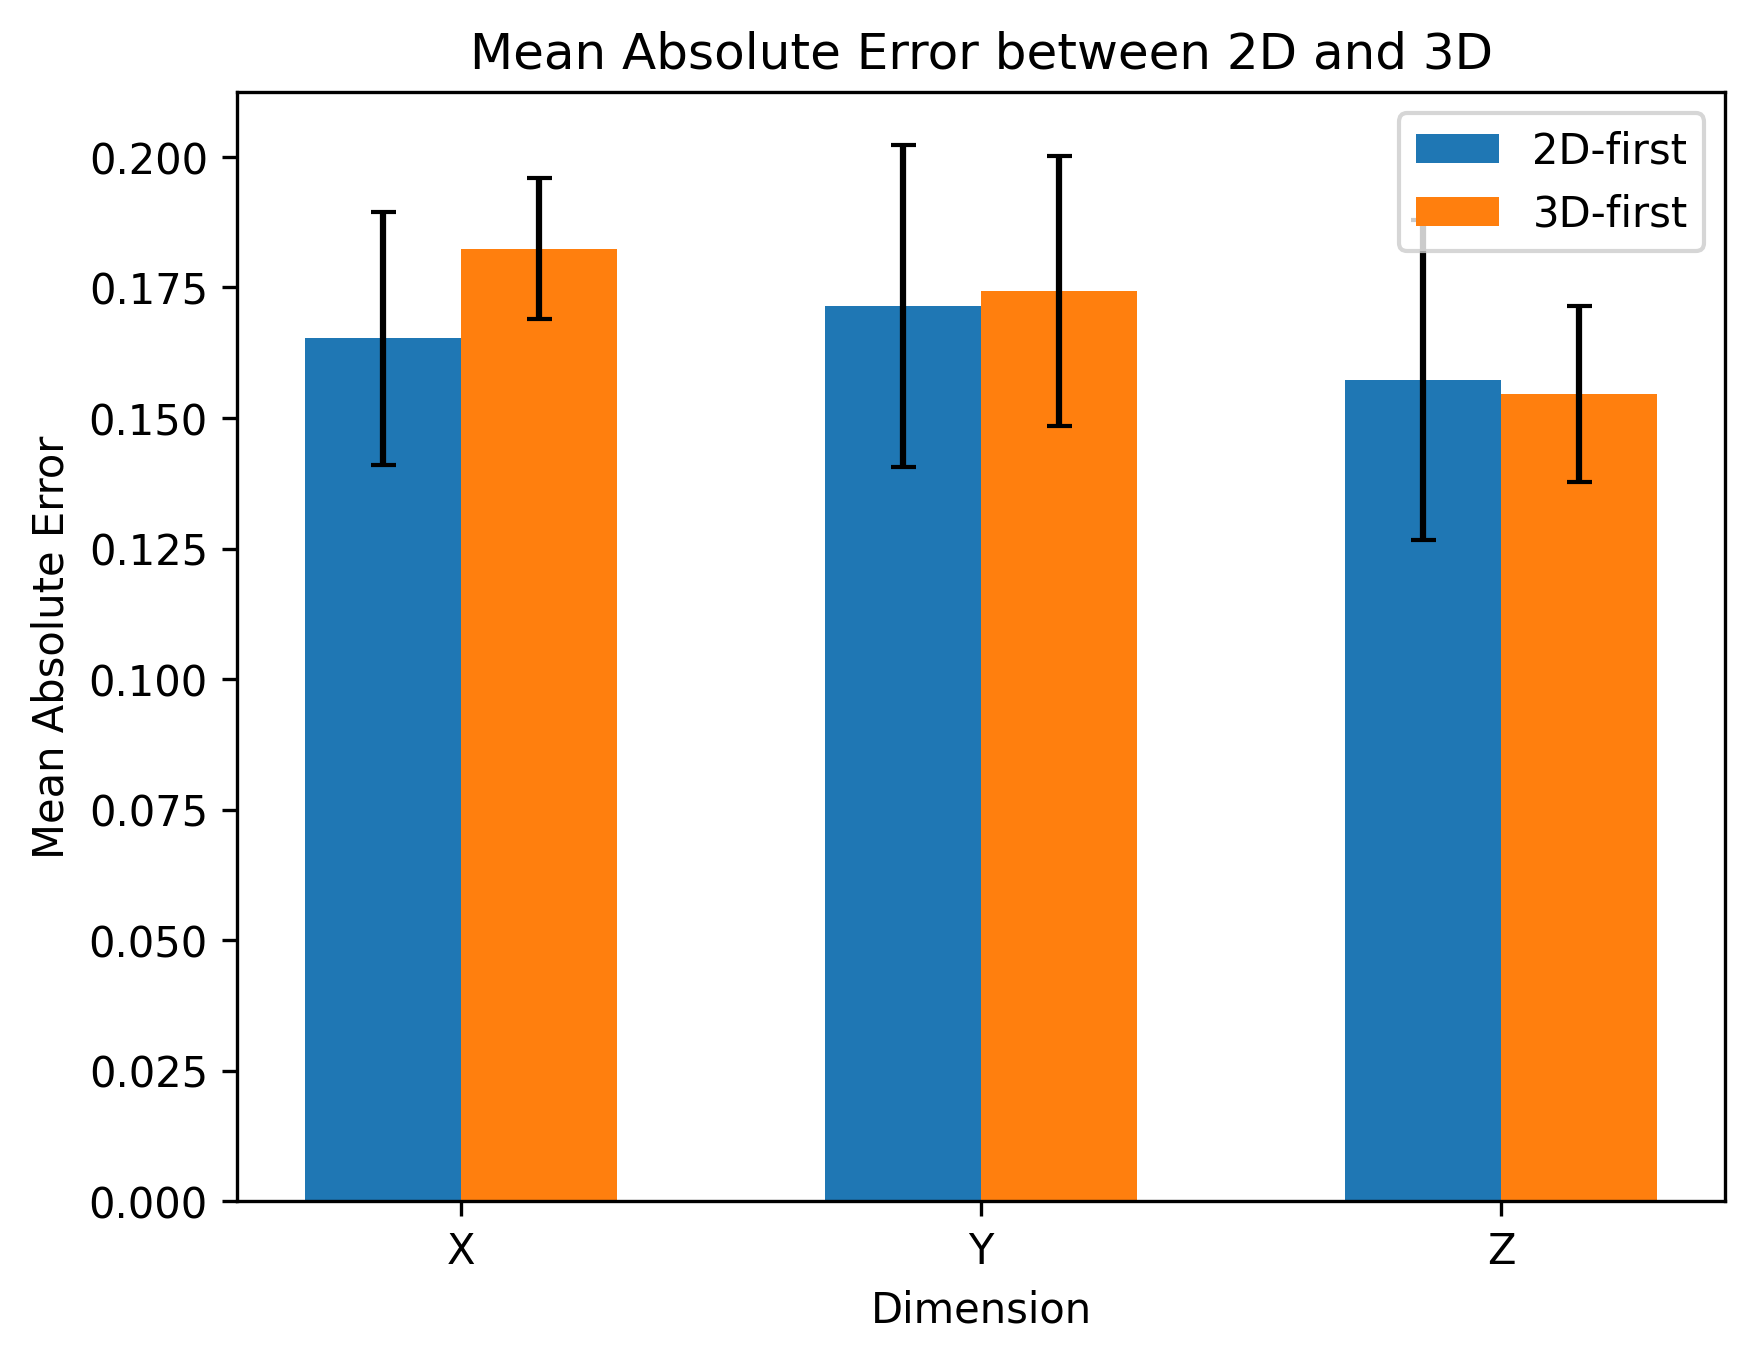 Mean Absolute Error between 2D and 3D
2D-first
3D-first
Mean Absolute Error
0.200
0.175
0.150
0.125
0.100
0.075
0.050
0.025
0.000
X
Y
Z
Dimension